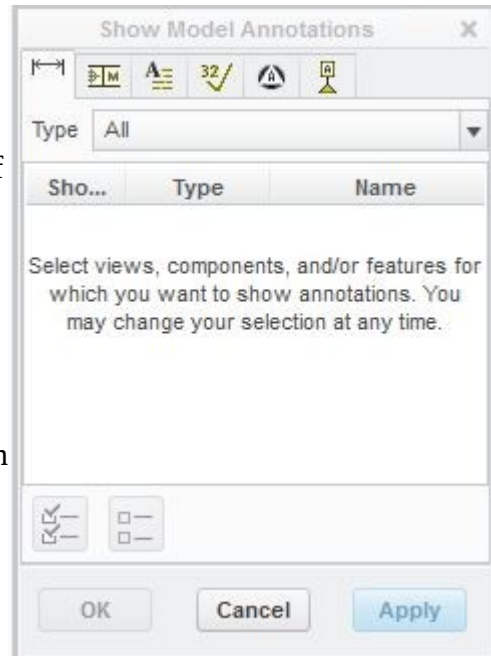 Show Model Annotations
M A 32 A A
Type All
f
Sho... Type Name
Select views, components, and/or features for
which you want to show annotations. You
may change your selection at any time.
n
OK Cancel Apply